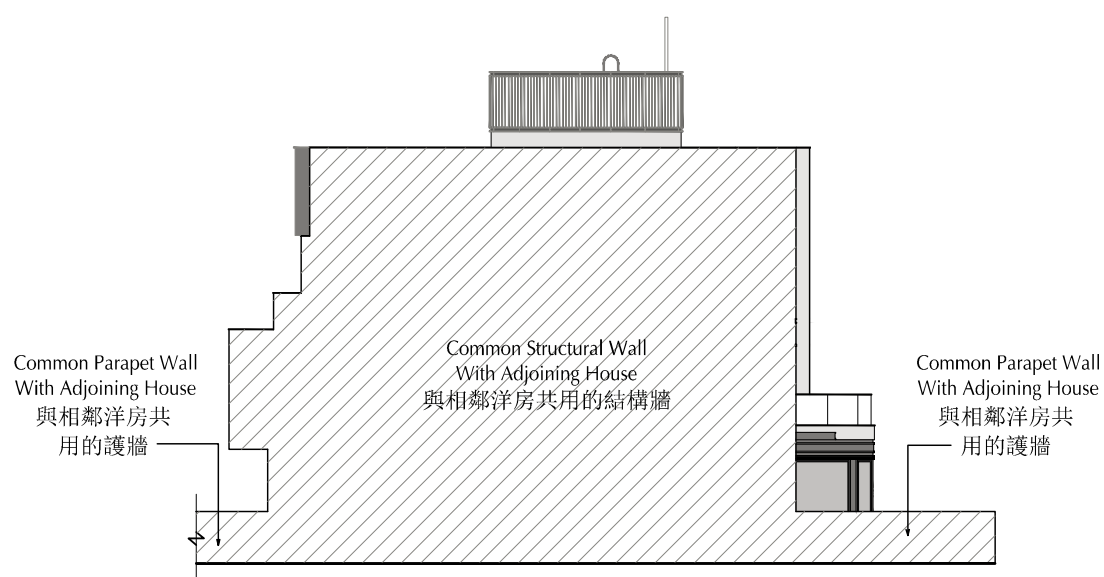 Common Structural Wall
With Adjoining House
與相鄰洋房共用的結構牆
Common Parapet Wall
With Adjoining House
與相鄰洋房共
用的護牆
Common Parapet Wall
With Adjoining House
與相鄰洋房共
用的護牆